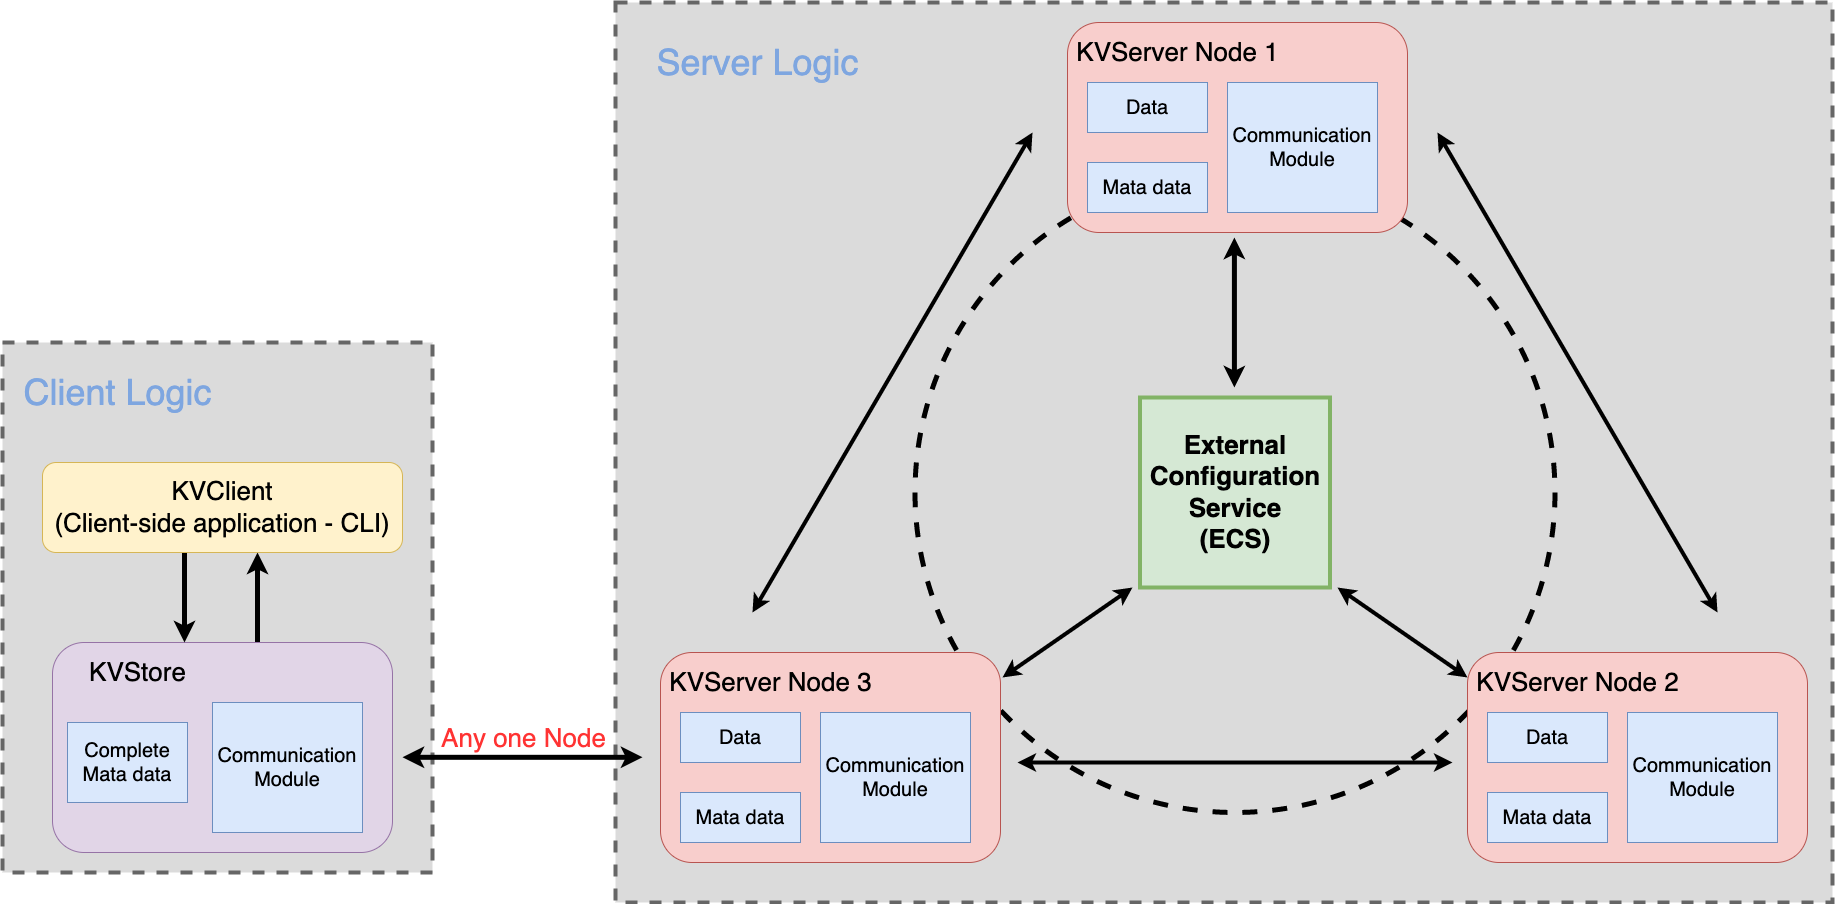 Server Logic
KVServer Node 1
Data
Mata data
Communication
Module
External
Configuration
Service
(ECS)
Client Logic
KVClient
(Client-side application - CLI)
KVStore
Complete
Mata data
Communication
Module
Any one Node
KVServer Node 3
Data
Mata data
Communication
Module
KVServer Node 2
Data
Mata data
Communication
Module